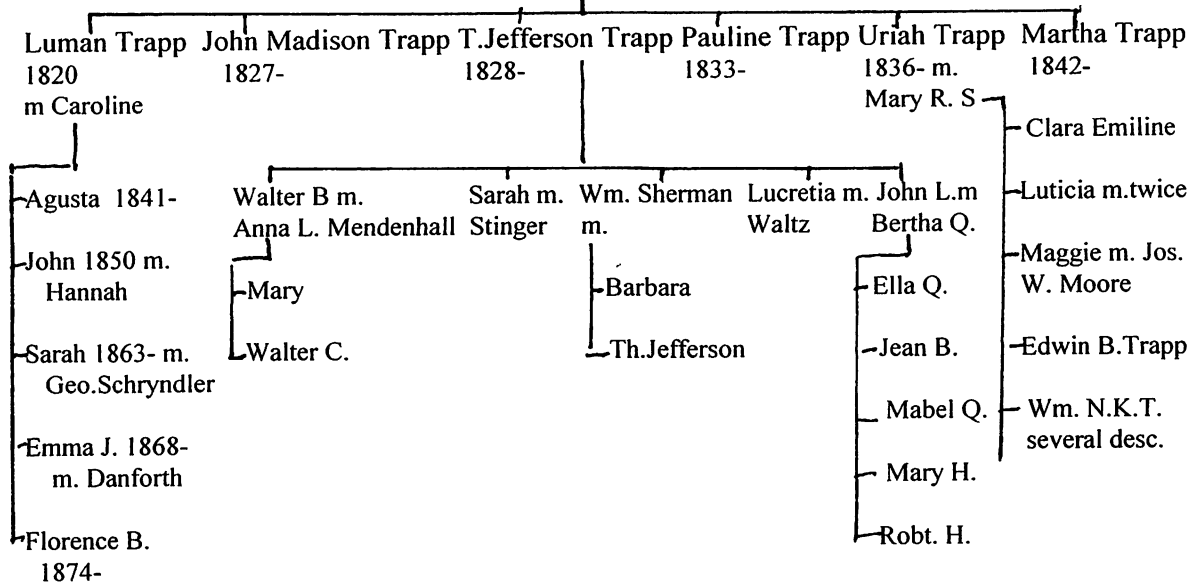 Luman Trapp John Madison Trapp T.Jefferson Trapp Pauline Trapp Uriah Trapp Martha Trapp
1820 1827- 1828- 1833- 1836- m. 1842-
m Caroline Mary R. S
Clara Emiline
Agusta 1841- Walter B m. Sarah m. Wm. Sherman Lucretia m. John L.m Luticia m.twice
Anna L. Mendenhall Stinger m. Waltz Bertha Q.
John 1850 m. Maggie m. Jos.
Hannah Mary Barbara Ella Q. W. Moore
Sarah 1863- m. Walter C. Th.Jefferson Jean B. Edwin B.Trapp
Geo.Schryndler
Mabel Q. Wm. N.K.T.
Emma J. 1868- several desc.
m. Danforth Mary H.
Florence B. Robt. H.
1874-